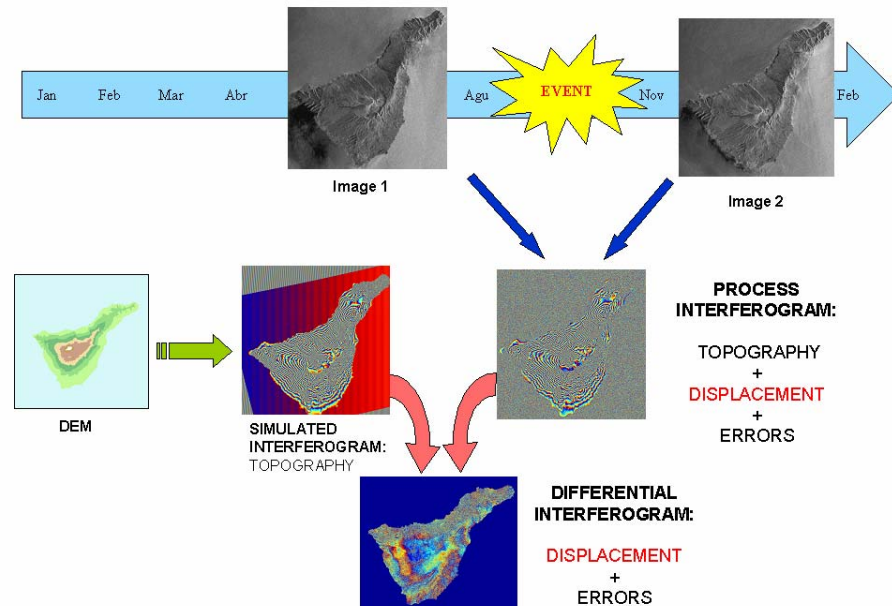 Jan Feb Mar Abr Agu EVENT Nov Feb
Image 1
Image 2
DEM
SIMULATED
INTERFEROGRAM:
TOPOGRAPHY
PROCESS
INTERFEROGRAM:
TOPOGRAPHY
+
DISPLACEMENT
+
ERRORS
DIFFERENTIAL
INTERFEROGRAM:
DISPLACEMENT
+
ERRORS